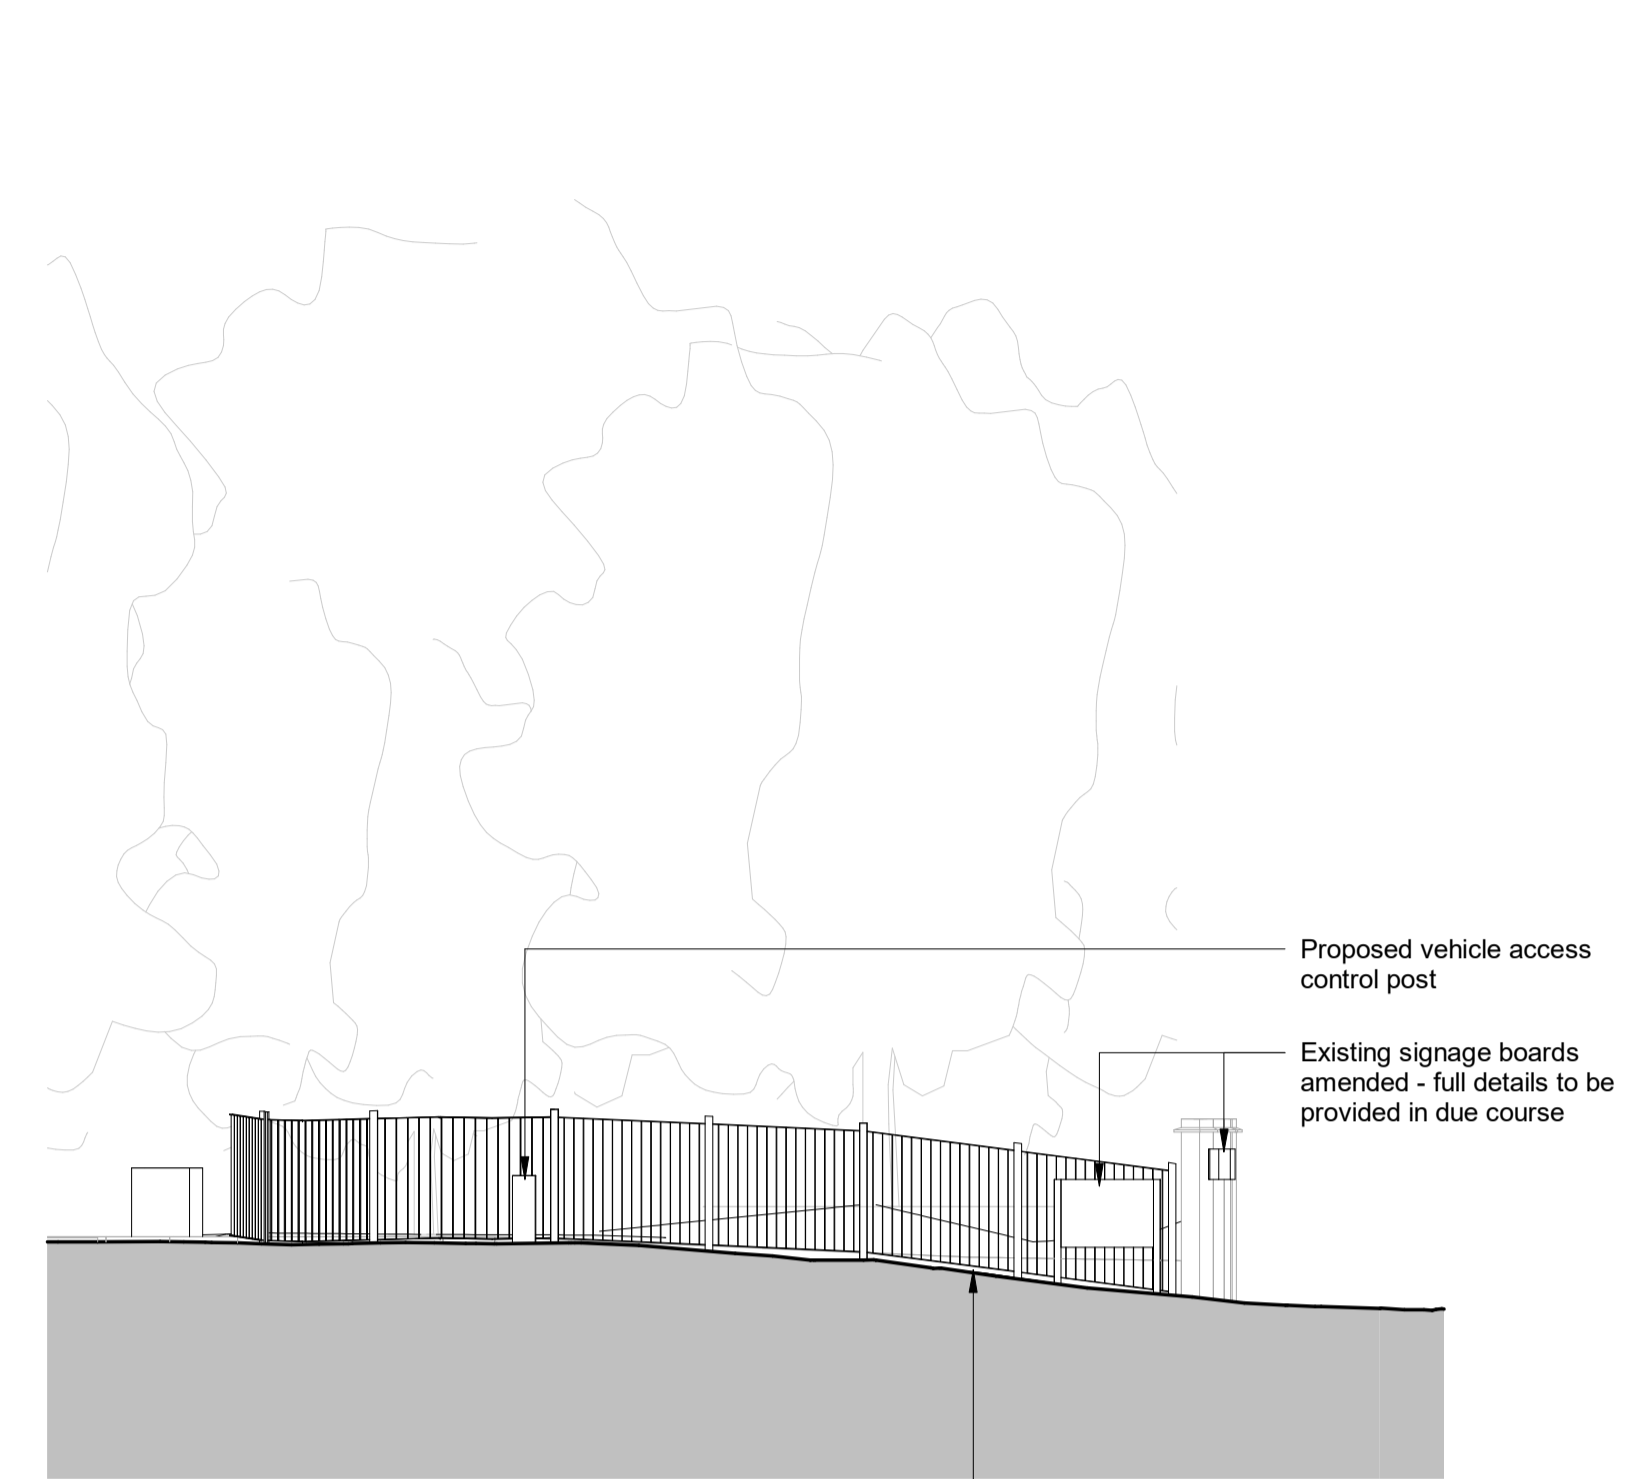 Proposed vehicle access
control post
Existing signage boards
amended - full details to be
provided in due course